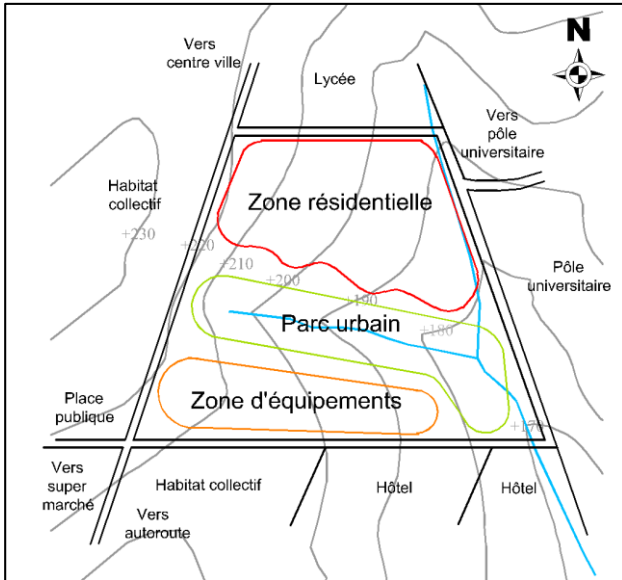 Vers
centre ville
Lycée
N
Vers
pôle
universitaire
Habitat
collectif
Zone résidentielle
+230
+220
+210
+200
+190
+180
+170
Pôle
universitaire
Parc urbain
Place
publique
Zone d'équipements
Vers
super
marché
Habitat collectif
Vers
autoroute
Hôtel
Hôtel